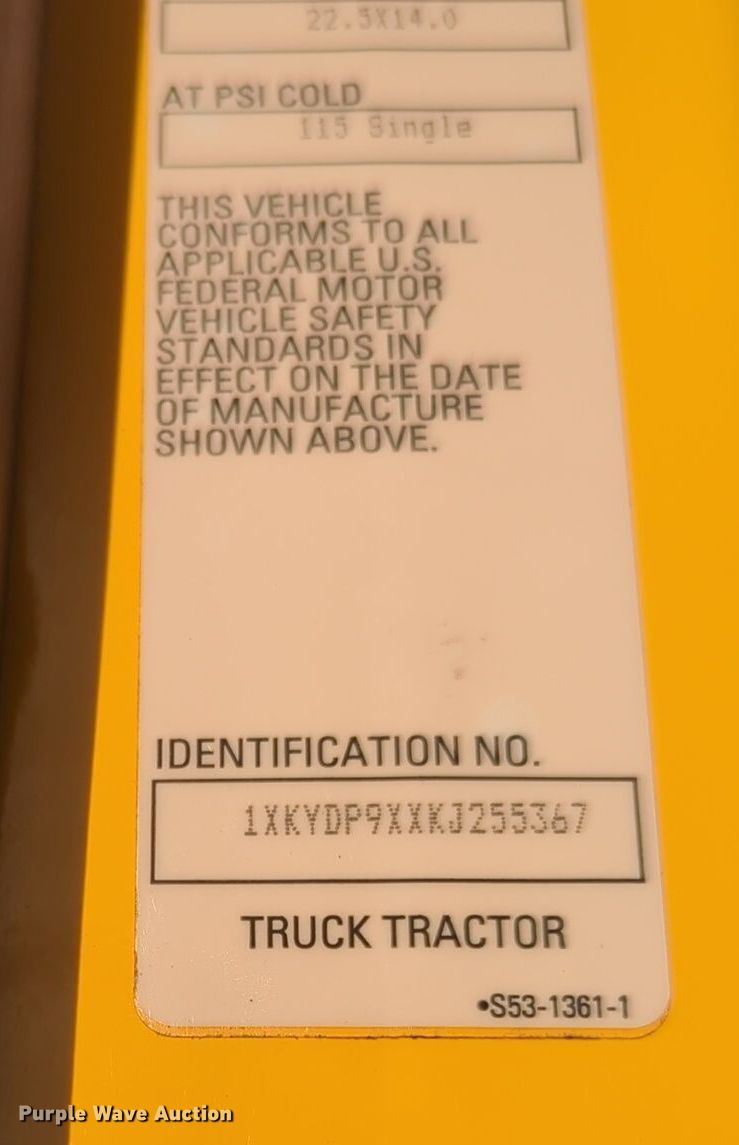 22.5X14.0
AT PSI COLD
115 Single
THIS VEHICLE
CONFORMS TO ALL
APPLICABLE U.S.
FEDERAL MOTOR
VEHICLE SAFETY
STANDARDS IN
EFFECT ON THE DATE
OF MANUFACTURE
SHOWN ABOVE.
IDENTIFICATION NO.
1XKYDP9XXKJ255367
TRUCK TRACTOR
•S53-1361-1
Purple Wave Auction